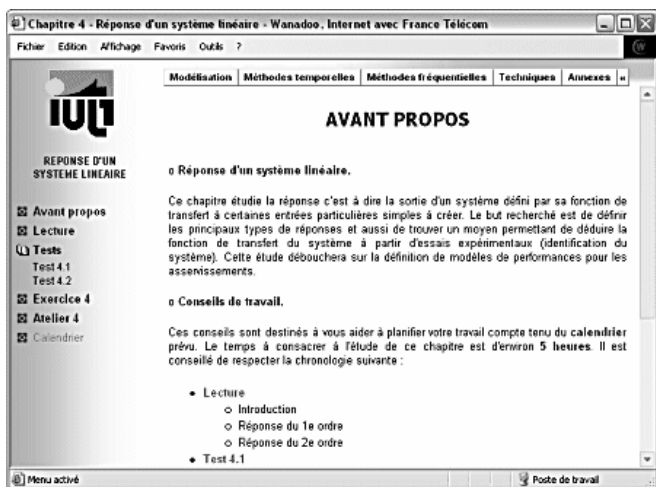 Chapitre 4 - Réponse d'un système linéaire - Wanadoo, Internet avec France Télécom
Fichier Edition Affichage Favoris Outils ?
Modélisation Méthodes temporelles Méthodes fréquentielles Techniques Annexes «
IUT1
REPONSE D'UN
SYSTEME LINEAIRE
Avant propos
Lecture
Tests
Test 4.1
Test 4.2
Exercice 4
Atelier 4
Calendrier
AVANT PROPOS
o Réponse d'un système linéaire.
Ce chapitre étudie la réponse c'est à dire la sortie d'un système défini par sa fonction de
transfert à certaines entrées particulières simples à créer. Le but recherché est de définir
les principaux types de réponses et aussi de trouver un moyen permettant de déduire la
fonction de transfert du système à partir d'essais expérimentaux (identification du
système). Cette étude débouchera sur la définition de modèles de performances pour les
asservissements.
o Conseils de travail.
Ces conseils sont destinés à vous aider à planifier votre travail compte tenu du calendrier
prévu. Le temps à consacrer à l'étude de ce chapitre est d'environ 5 heures. Il est
conseillé de respecter la chronologie suivante :
• Lecture
o Introduction
o Réponse du 1e ordre
o Réponse du 2e ordre
• Test 4.1
Menu activé
Poste de travail